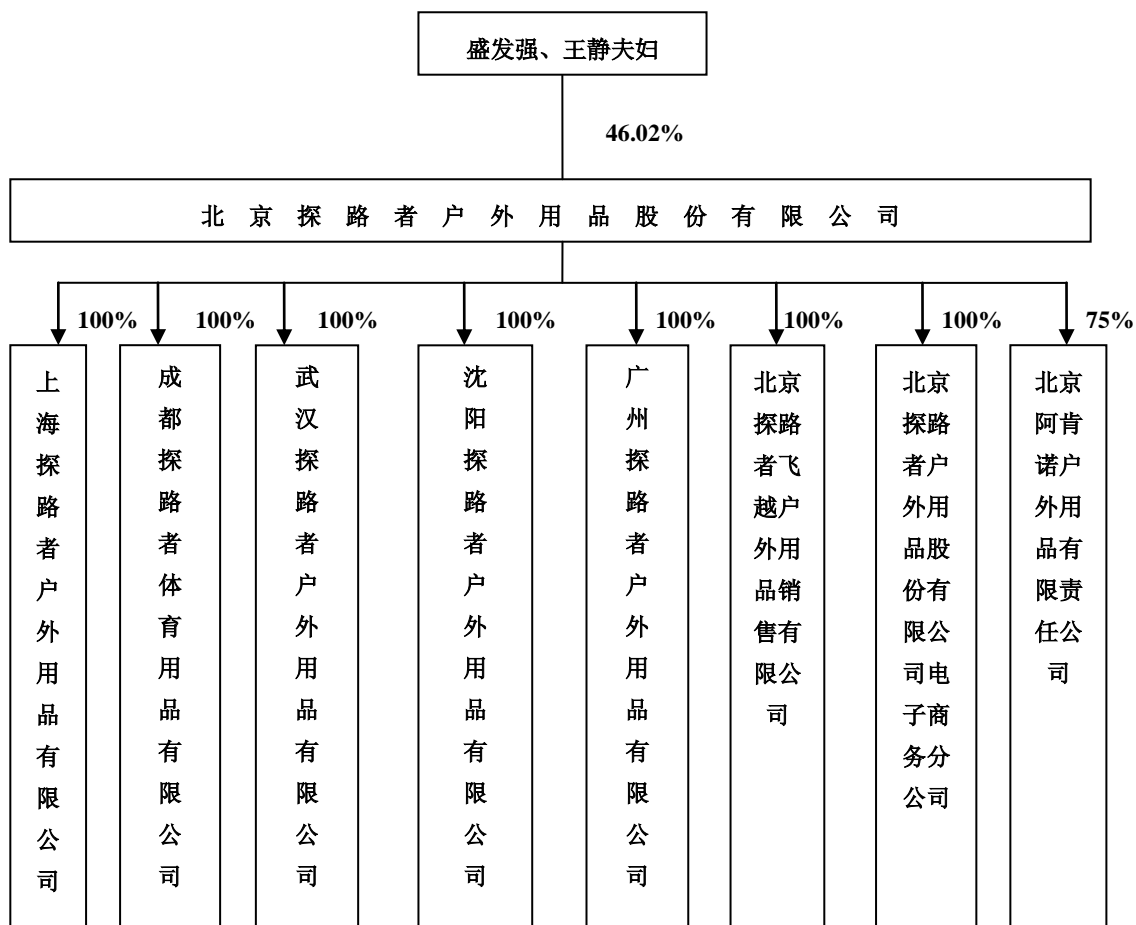 盛发强、王静夫妇
46.02%
北京探路者户外用品股份有限公司
100%
100%
100%
100%
100%
100%
100%
75%
上海探路者户外用品有限公司
成都探路者体育用品有限公司
武汉探路者户外用品有限公司
沈阳探路者户外用品有限公司
广州探路者户外用品有限公司
北京
探路
者飞
越户
外用
品销
售有
限公
司
北京
探路
者户
外用
品股
份有
限公
司电
子商
务分
公司
北京
阿肯
诺户
外用
品有
限责
任公
司